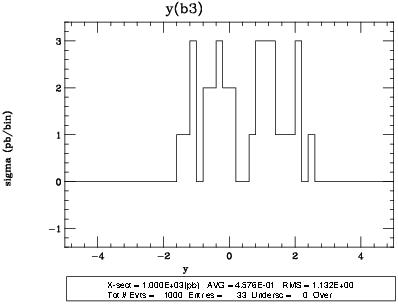 y(b3)
3
2
1
0
-1
sigma (pb/bin)
-4 -2 0 2 4
y
X-sect = 1.000E+03(pb) AVG = 4.576E-01 RMS = 1.132E+00
Tot # Evts = 1000 Entries = 33 Undersc = 0 Over